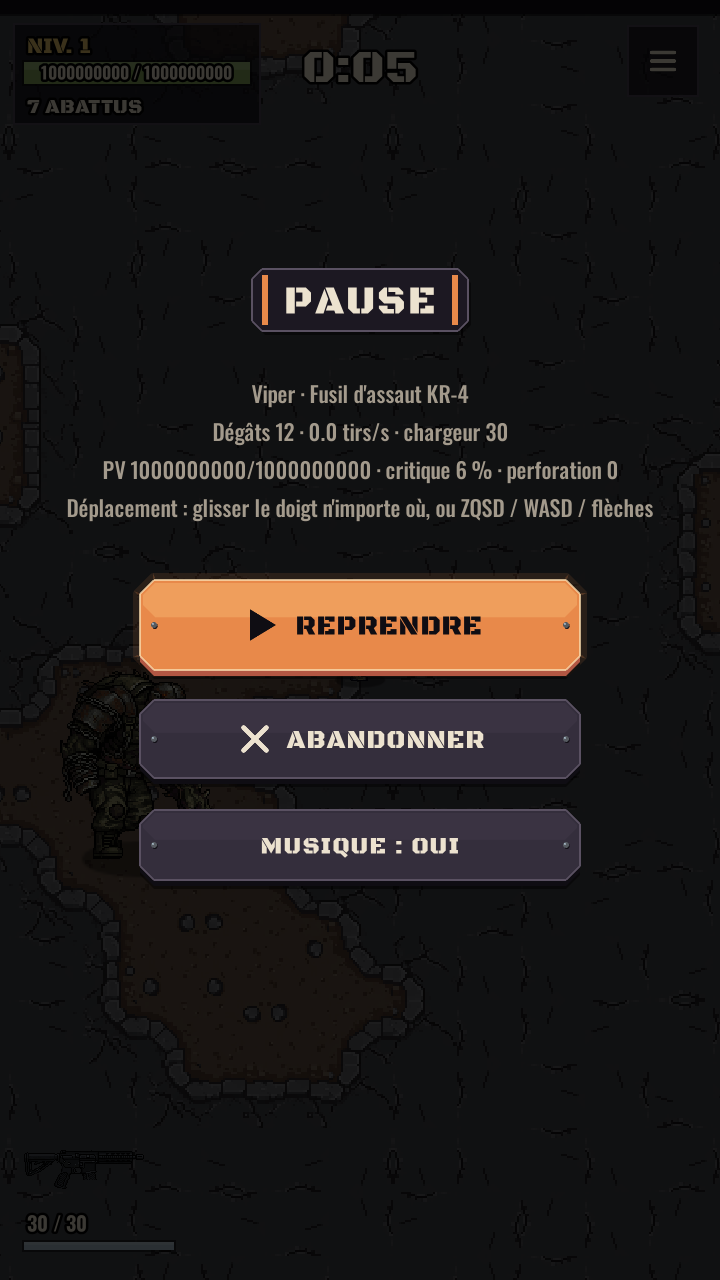 NIV. 1
1000000000 / 1000000000
7 ABATTUS
0:05
PAUSE
Viper · Fusil d'assaut KR-4
Dégâts 12 · 0.0 tirs/s · chargeur 30
PV 1000000000/1000000000 · critique 6 % · perforation 0
Déplacement : glisser le doigt n'importe où, ou ZQSD / WASD / flèches
REPRENDRE
ABANDONNER
MUSIQUE : OUI
30 / 30